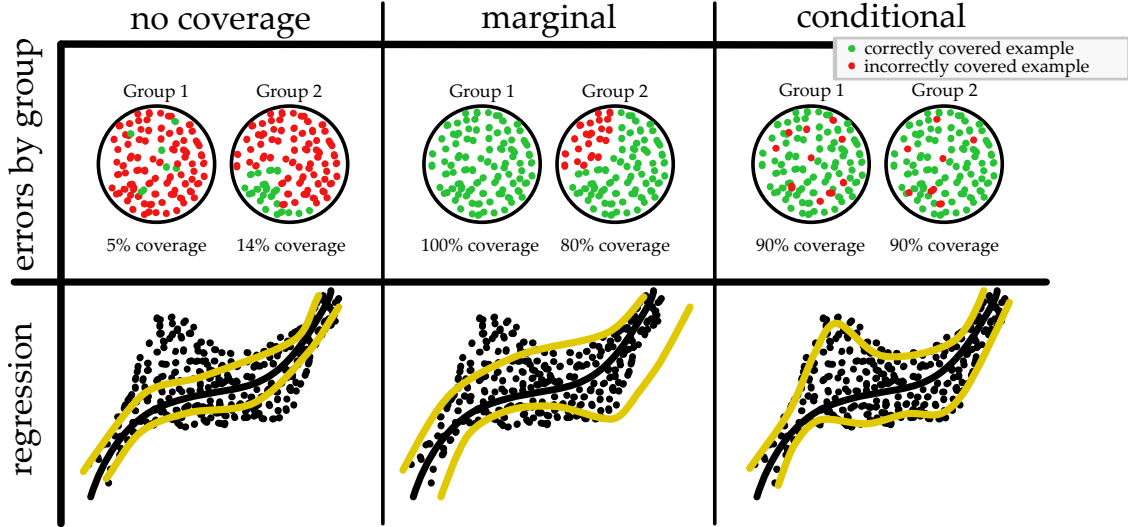 no coverage
marginal
conditional
correctly covered example
incorrectly covered example
errors by group
Group 1
Group 2
Group 1
Group 2
Group 1
Group 2
5% coverage
14% coverage
100% coverage
80% coverage
90% coverage
90% coverage
regression